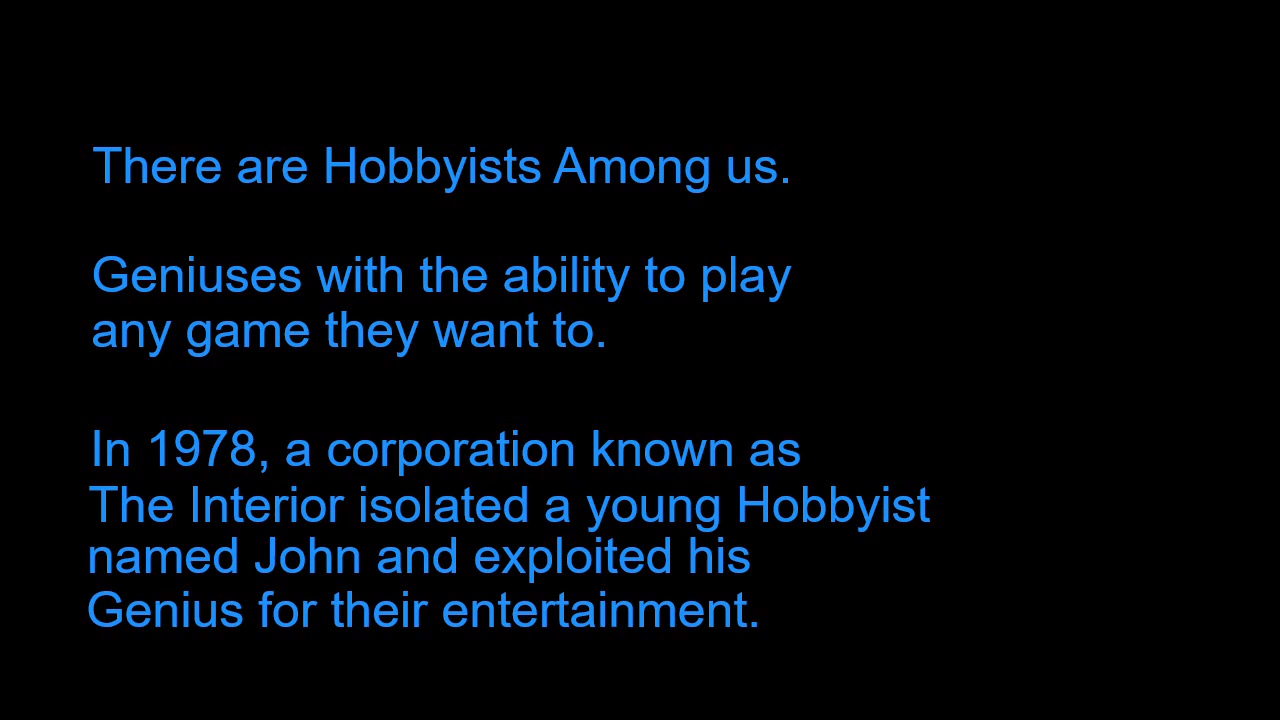 There are Hobbyists Among us.
Geniuses with the ability to play
any game they want to.
In 1978, a corporation known as
The Interior isolated a young Hobbyist
named John and exploited his
Genius for their entertainment.